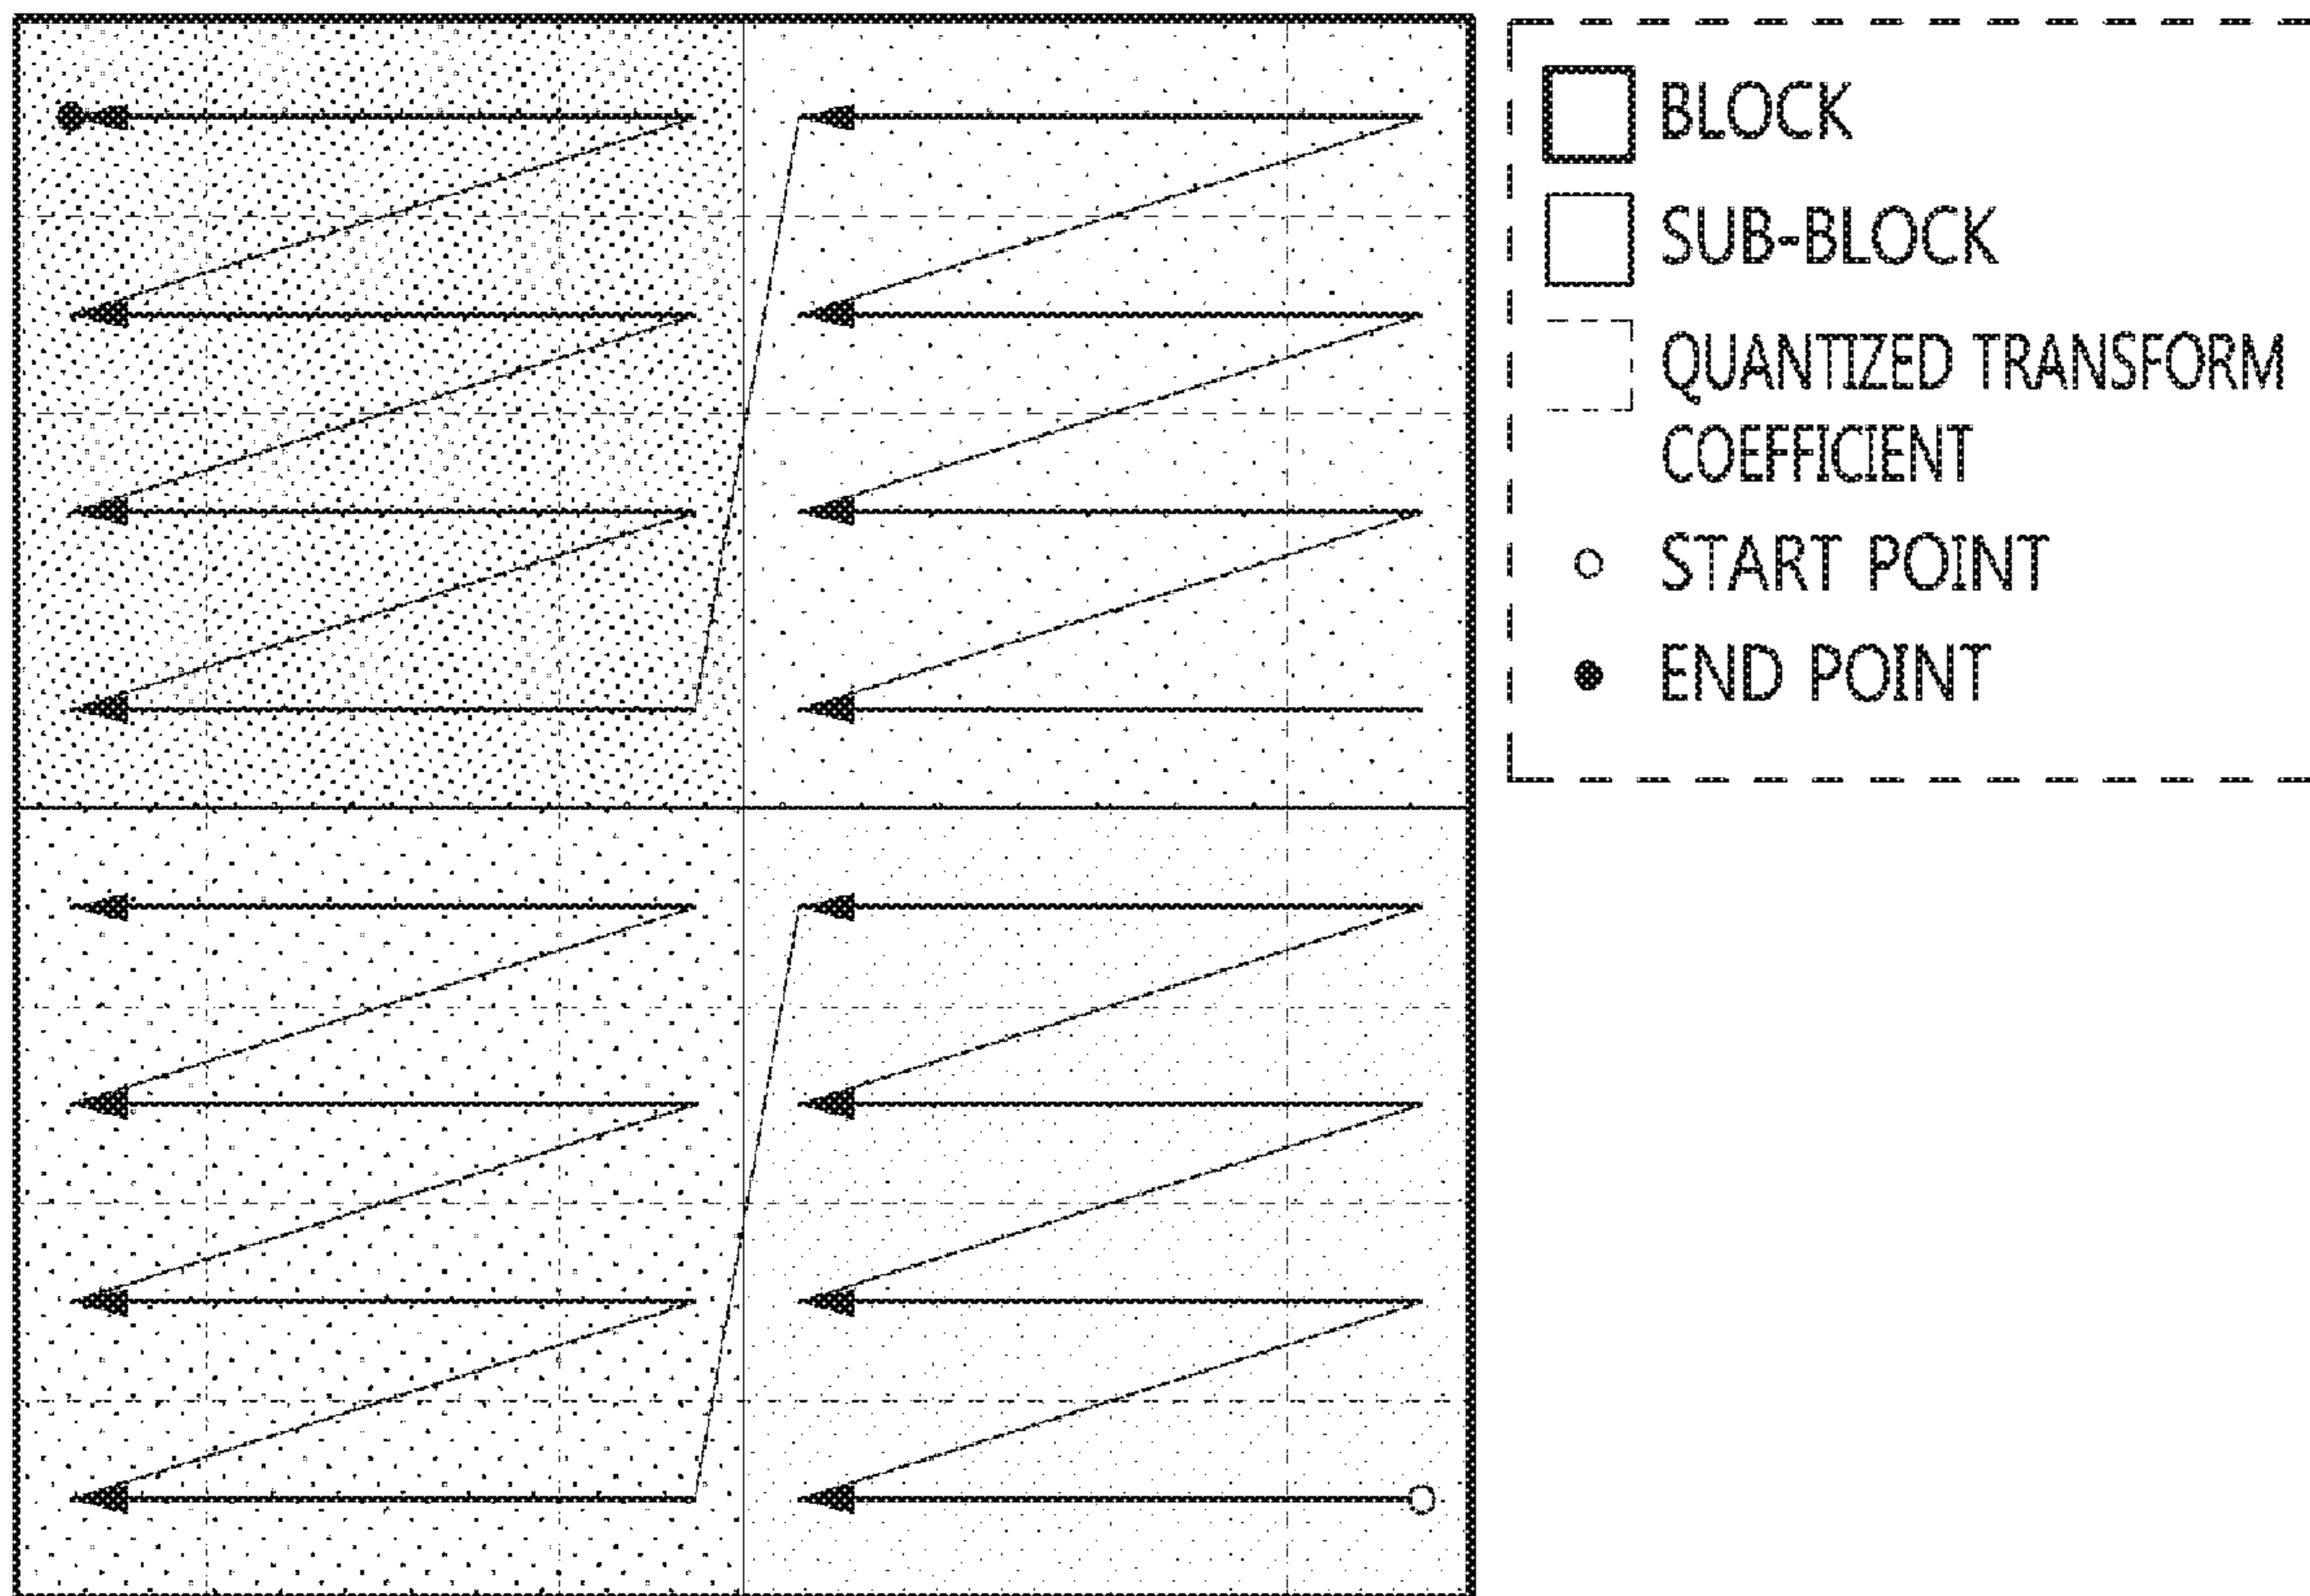 BLOCK
SUB-BLOCK
QUANTIZED TRANSFORM
COEFFICIENT
START POINT
END POINT